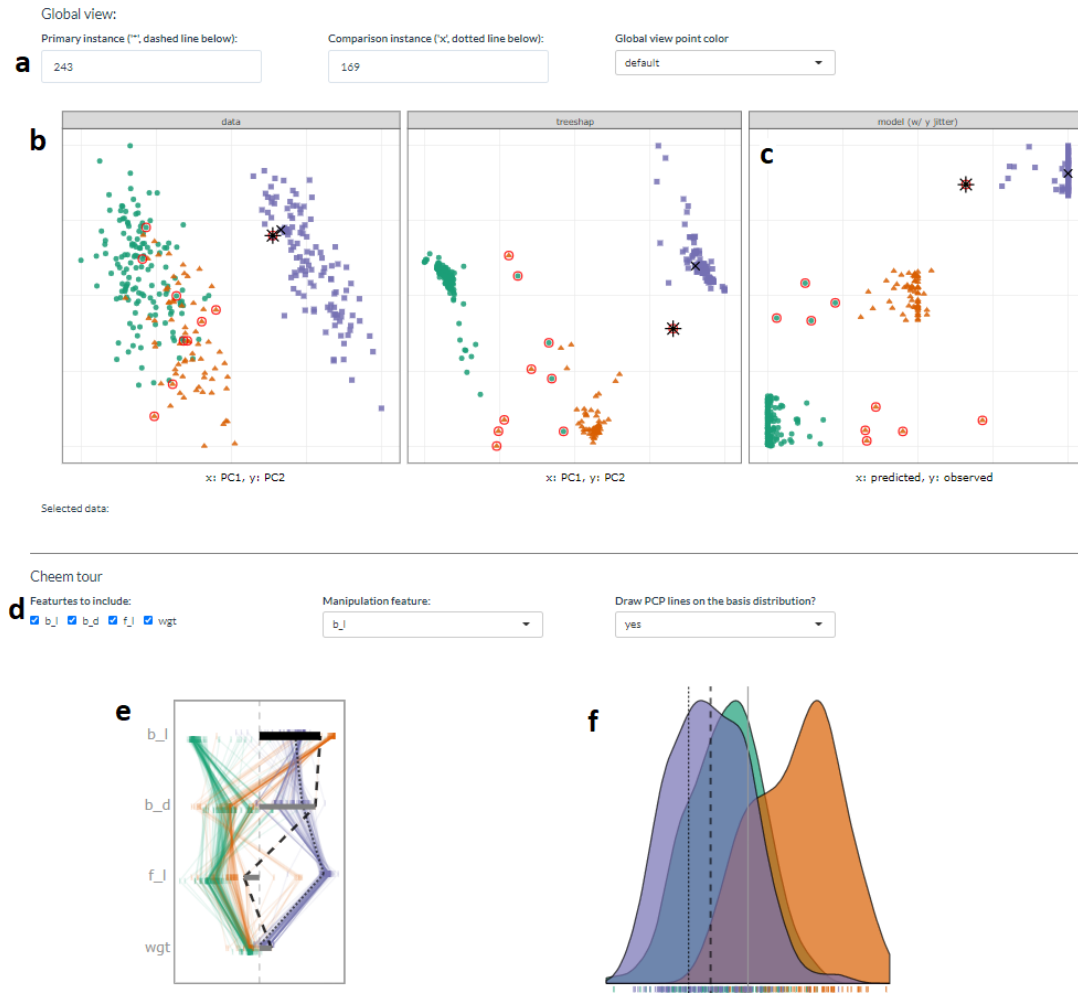 Global view:
Primary instance ('*', dashed line below):
Comparison instance ('x', dotted line below):
Global view point color
a
243
169
default
b
data
treeshap
model (w/ y jitter)
c
x: PC1, y: PC2
x: PC1, y: PC2
x: predicted, y: observed
Selected data:
Cheem tour
d
Featurtes to include:
Manipulation feature:
Draw PCP lines on the basis distribution?
b_l b_d f_l wgt
b_l
yes
e
f
b_l
b_d
f_l
wgt